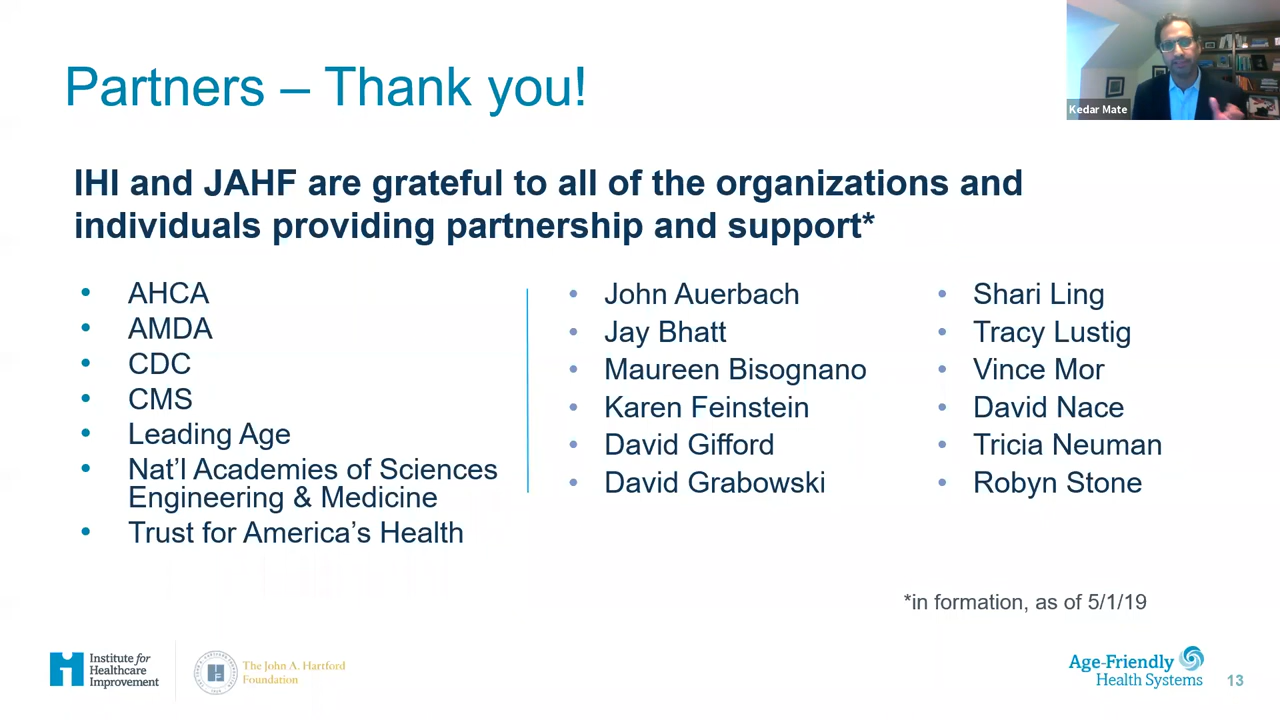 Partners – Thank you!
Kedar Mate
IHI and JAHF are grateful to all of the organizations and
individuals providing partnership and support*
• AHCA
• AMDA
• CDC
• CMS
• Leading Age
• Nat’l Academies of Sciences
Engineering & Medicine
• Trust for America’s Health
• John Auerbach
• Jay Bhatt
• Maureen Bisognano
• Karen Feinstein
• David Gifford
• David Grabowski
• Shari Ling
• Tracy Lustig
• Vince Mor
• David Nace
• Tricia Neuman
• Robyn Stone
*in formation, as of 5/1/19
Institute for
Healthcare
Improvement
The John A. Hartford
Foundation
Age-Friendly
Health Systems
13